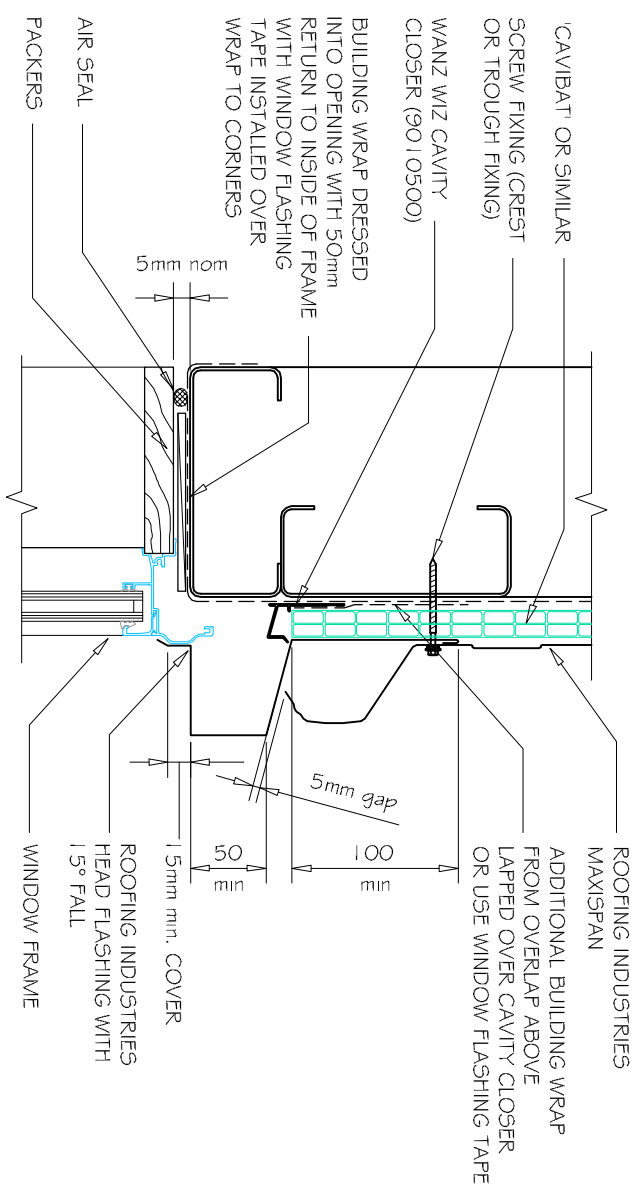 'CAVIBAT' OR SIMILAR
SCREW FIXING (CREST
OR TROUGH FIXING)
WANZ WIZ CAVITY
CLOSER (9010500)
BUILDING WRAP DRESSED
INTO OPENING WITH 50mm
RETURN TO INSIDE OF FRAME
WITH WINDOW FLASHING
TAPE INSTALLED OVER
WRAP TO CORNERS
AIR SEAL
PACKERS
5mm nom
5mm gap
100
min
50
min
ROOFING INDUSTRIES
MAXISPAN
ADDITIONAL BUILDING WRAP
FROM OVERLAP ABOVE
LAPPED OVER CAVITY CLOSER
OR USE WINDOW FLASHING TAPE
15mm min. COVER
ROOFING INDUSTRIES
HEAD FLASHING WITH
15° FALL
WINDOW FRAME